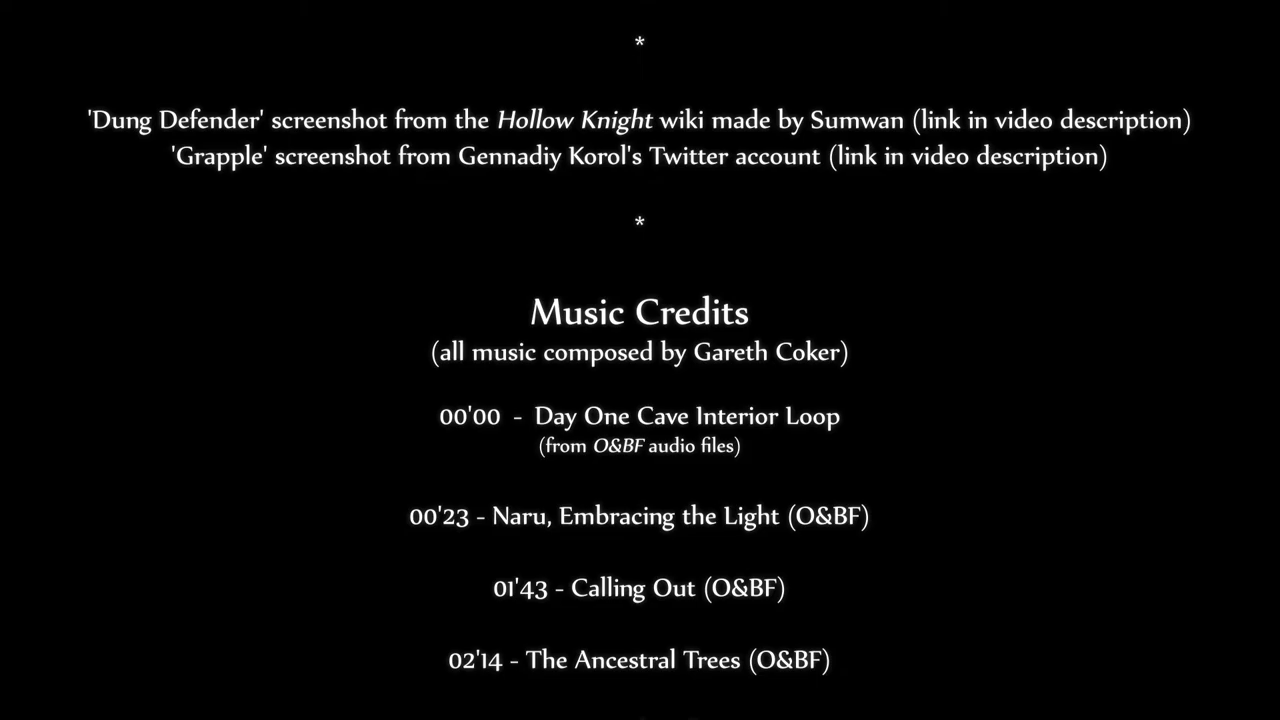 *
'Dung Defender' screenshot from the Hollow Knight wiki made by Sumwan (link in video description)
'Grapple' screenshot from Gennadiy Korol's Twitter account (link in video description)
*
Music Credits
(all music composed by Gareth Coker)
00'00 - Day One Cave Interior Loop
(from O&BF audio files)
00'23 - Naru, Embracing the Light (O&BF)
01'43 - Calling Out (O&BF)
02'14 - The Ancestral Trees (O&BF)